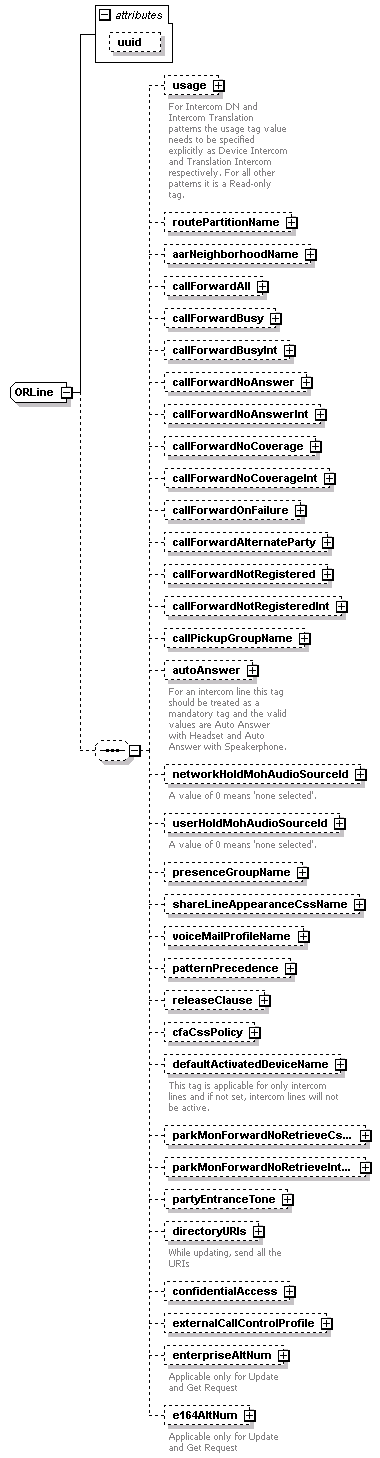 attributes
uuid
usage
For Intercom DN and
Intercom Translation
patterns the usage tag value
needs to be specified
explicitly as Device Intercom
and Translation Intercom
respectively. For all other
patterns it is a Read-only
tag.
routePartitionName
aarNeighborhoodName
callForwardAll
callForwardBusy
callForwardBusyInt
callForwardNoAnswer
ORLine
callForwardNoAnswerInt
callForwardNoCoverage
callForwardNoCoverageInt
callForwardOnFailure
callForwardAlternateParty
callForwardNotRegistered
callForwardNotRegisteredInt
callPickupGroupName
autoAnswer
For an intercom line this tag
should be treated as a
mandatory tag and the valid
values are Auto Answer
with Headset and Auto
Answer with Speakerphone.
networkHoldMohAudioSourceId
A value of 0 means 'none selected'.
userHoldMohAudioSourceId
A value of 0 means 'none selected'.
presenceGroupName
shareLineAppearanceCssName
voiceMailProfileName
patternPrecedence
releaseClause
cfaCssPolicy
defaultActivatedDeviceName
This tag is applicable for only intercom
lines and if not set, intercom lines will not
be active.
parkMonForwardNoRetrieveCs...
parkMonForwardNoRetrieveInt...
partyEntranceTone
directoryURIs
While updating, send all the
URIs
confidentialAccess
externalCallControlProfile
enterpriseAltNum
Applicable only for Update
and Get Request
e164AltNum
Applicable only for Update
and Get Request